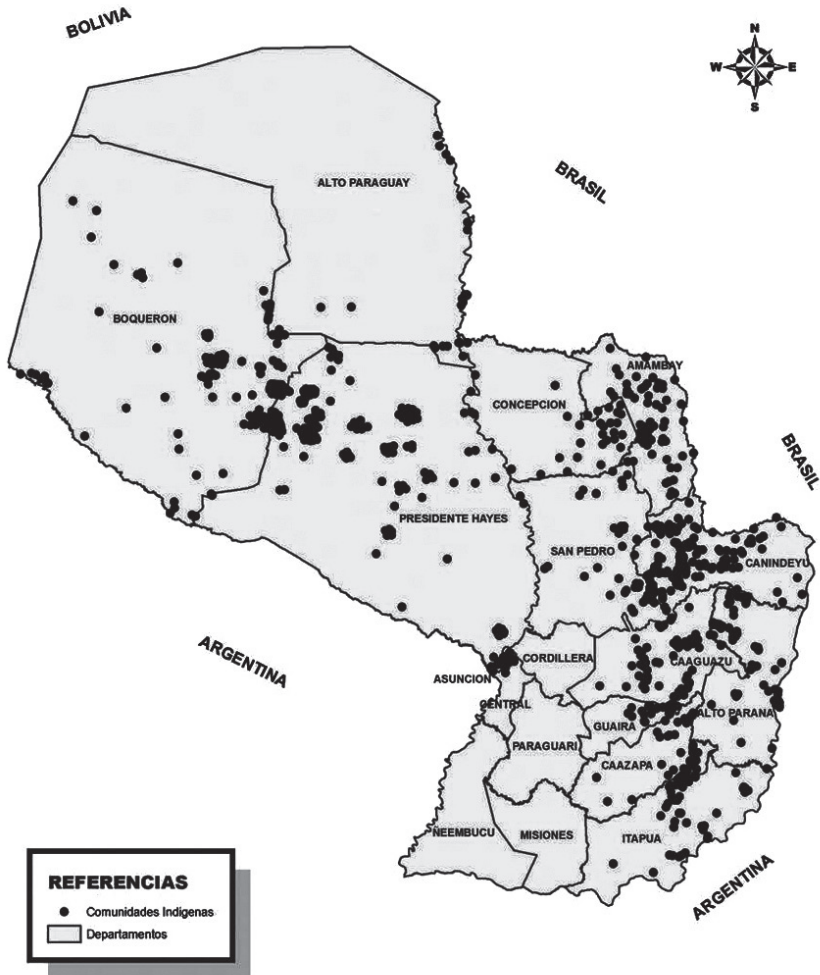 BOLIVIA
N
W E
S
BRASIL
ALTO PARAGUAY
BOQUERON
AMAMBAY
CONCEPCION
BRASIL
PRESIDENTE HAYES
SAN PEDRO
CANINDEYU
ARGENTINA
CORDILLERA
CAAGUAZU
ASUNCION
CENTRAL
ALTO PARANA
GUAIRA
PARAGUARI
CAAZAPA
ÑEEMBUCU
MISIONES
ITAPUA
ARGENTINA
REFERENCIAS
Comunidades Indígenas
Departamentos